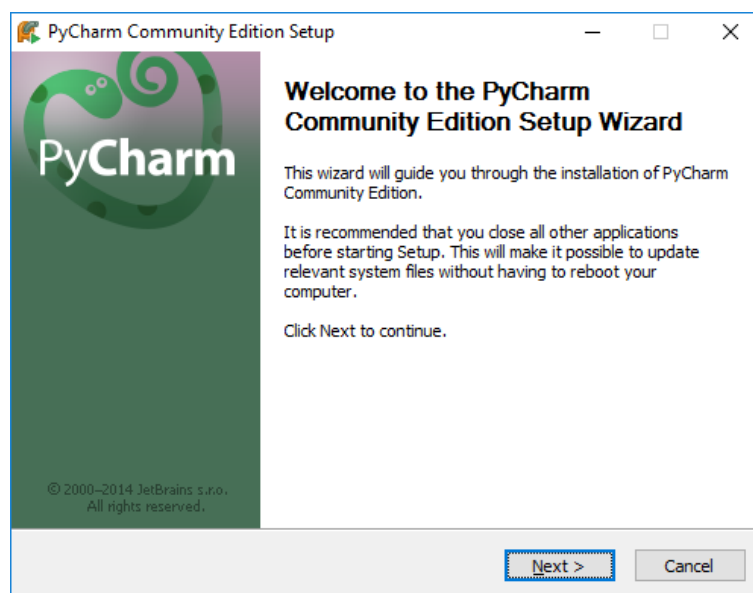 PyCharm Community Edition Setup
PyCharm
Welcome to the PyCharm
Community Edition Setup Wizard
This wizard will guide you through the installation of PyCharm
Community Edition.
It is recommended that you close all other applications
before starting Setup. This will make it possible to update
relevant system files without having to reboot your
computer.
Click Next to continue.
© 2000–2014 JetBrains s.r.o.
All rights reserved.
Next >
Cancel